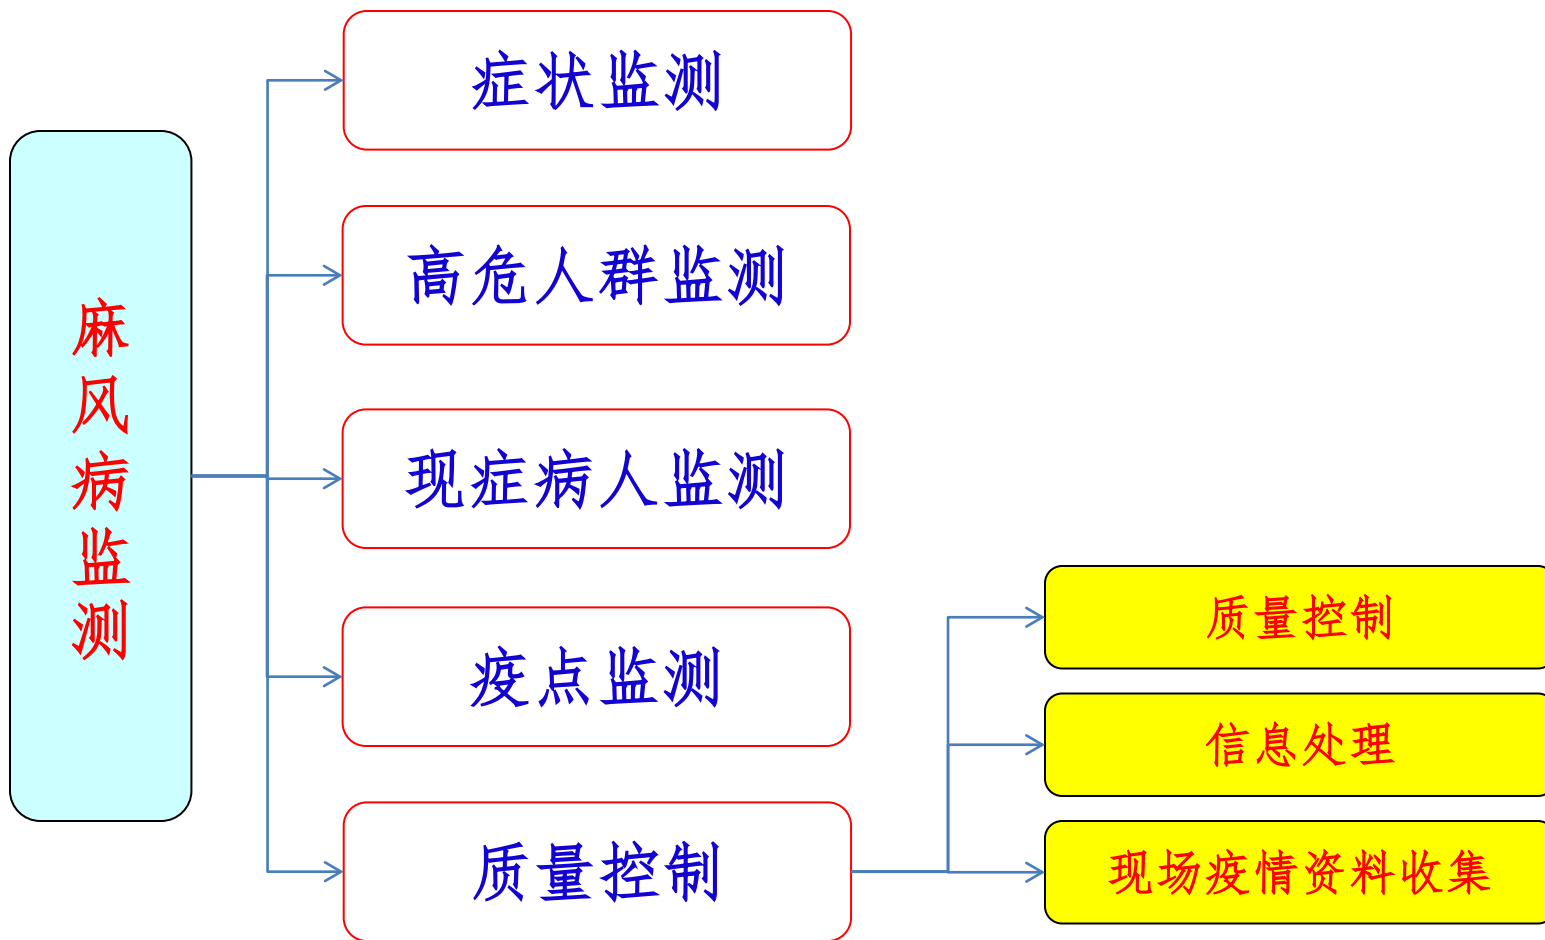 麻风病监测
症状监测
高危人群监测
现症病人监测
疫点监测
质量控制
质量控制
信息处理
现场疫情资料收集